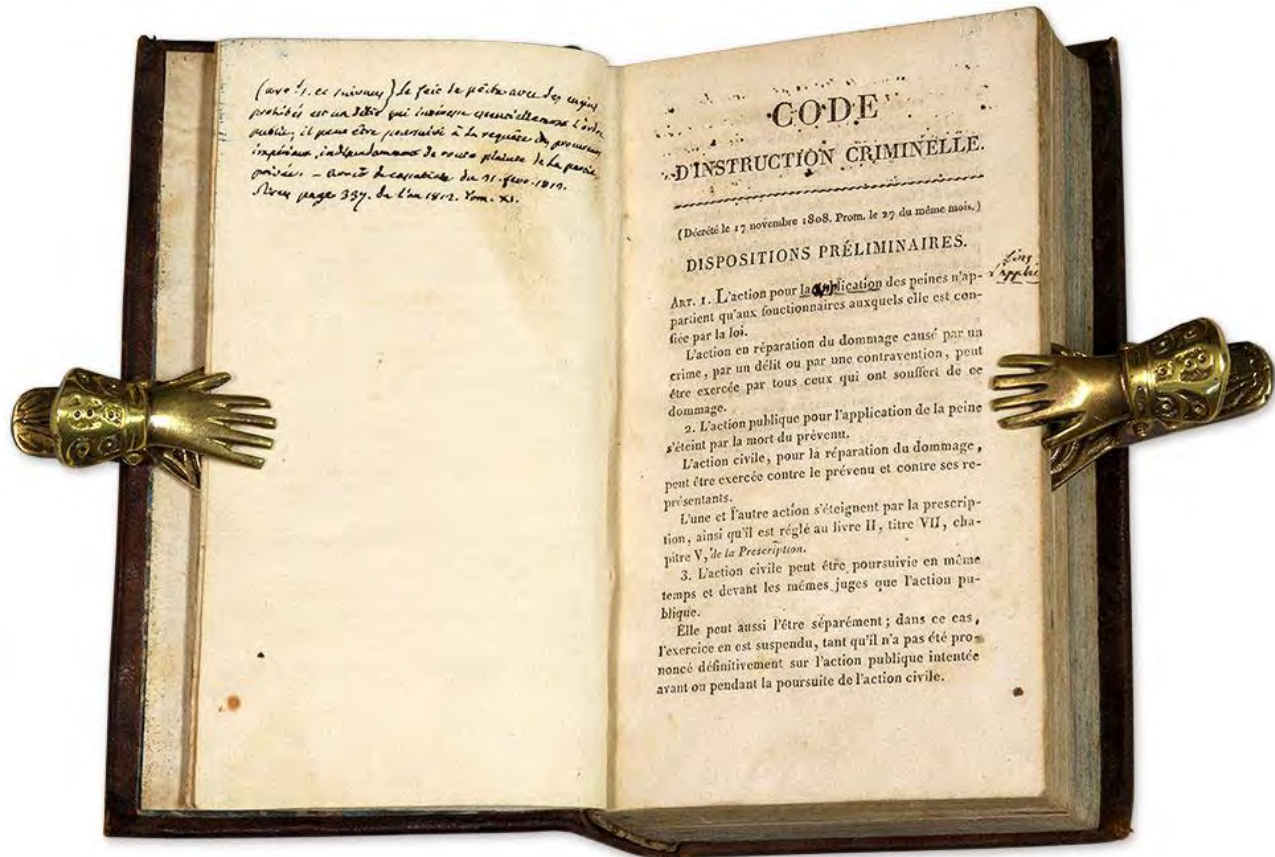 (art 1. et suivans) Le fait de pêche avec des engins
prohibés est un délit qui intéresse essentiellement l'ordre
public, il peut être poursuivi à la requête des procureurs
impériaux, indépendamment de toute plainte de la partie
privée. — arrêt de cassation du 21. fevr. 1812.
Sirey page 337. de l'an 1812. Tom. XI.
CODE
D'INSTRUCTION CRIMINELLE.
(Décrété le 17 novembre 1808. Prom. le 27 du même mois.)
DISPOSITIONS PRÉLIMINAIRES.
ART. 1. L'action pour la application des peines n'ap-
partient qu'aux fonctionnaires auxquels elle est con-
fiée par la loi.
L'action en réparation du dommage causé par un
crime, par un délit ou par une contravention, peut
être exercée par tous ceux qui ont souffert de ce
dommage.
2. L'action publique pour l'application de la peine
s'éteint par la mort du prévenu.
L'action civile, pour la réparation du dommage,
peut être exercée contre le prévenu et contre ses re-
présentants.
L'une et l'autre action s'éteignent par la prescrip-
tion, ainsi qu'il est réglé au livre II, titre VII, cha-
pitre V, de la Prescription.
3. L'action civile peut être poursuivie en même
temps et devant les mêmes juges que l'action pu-
blique.
Elle peut aussi l'être séparément; dans ce cas,
l'exercice en est suspendu, tant qu'il n'a pas été pro-
noncé définitivement sur l'action publique intentée
avant ou pendant la poursuite de l'action civile.